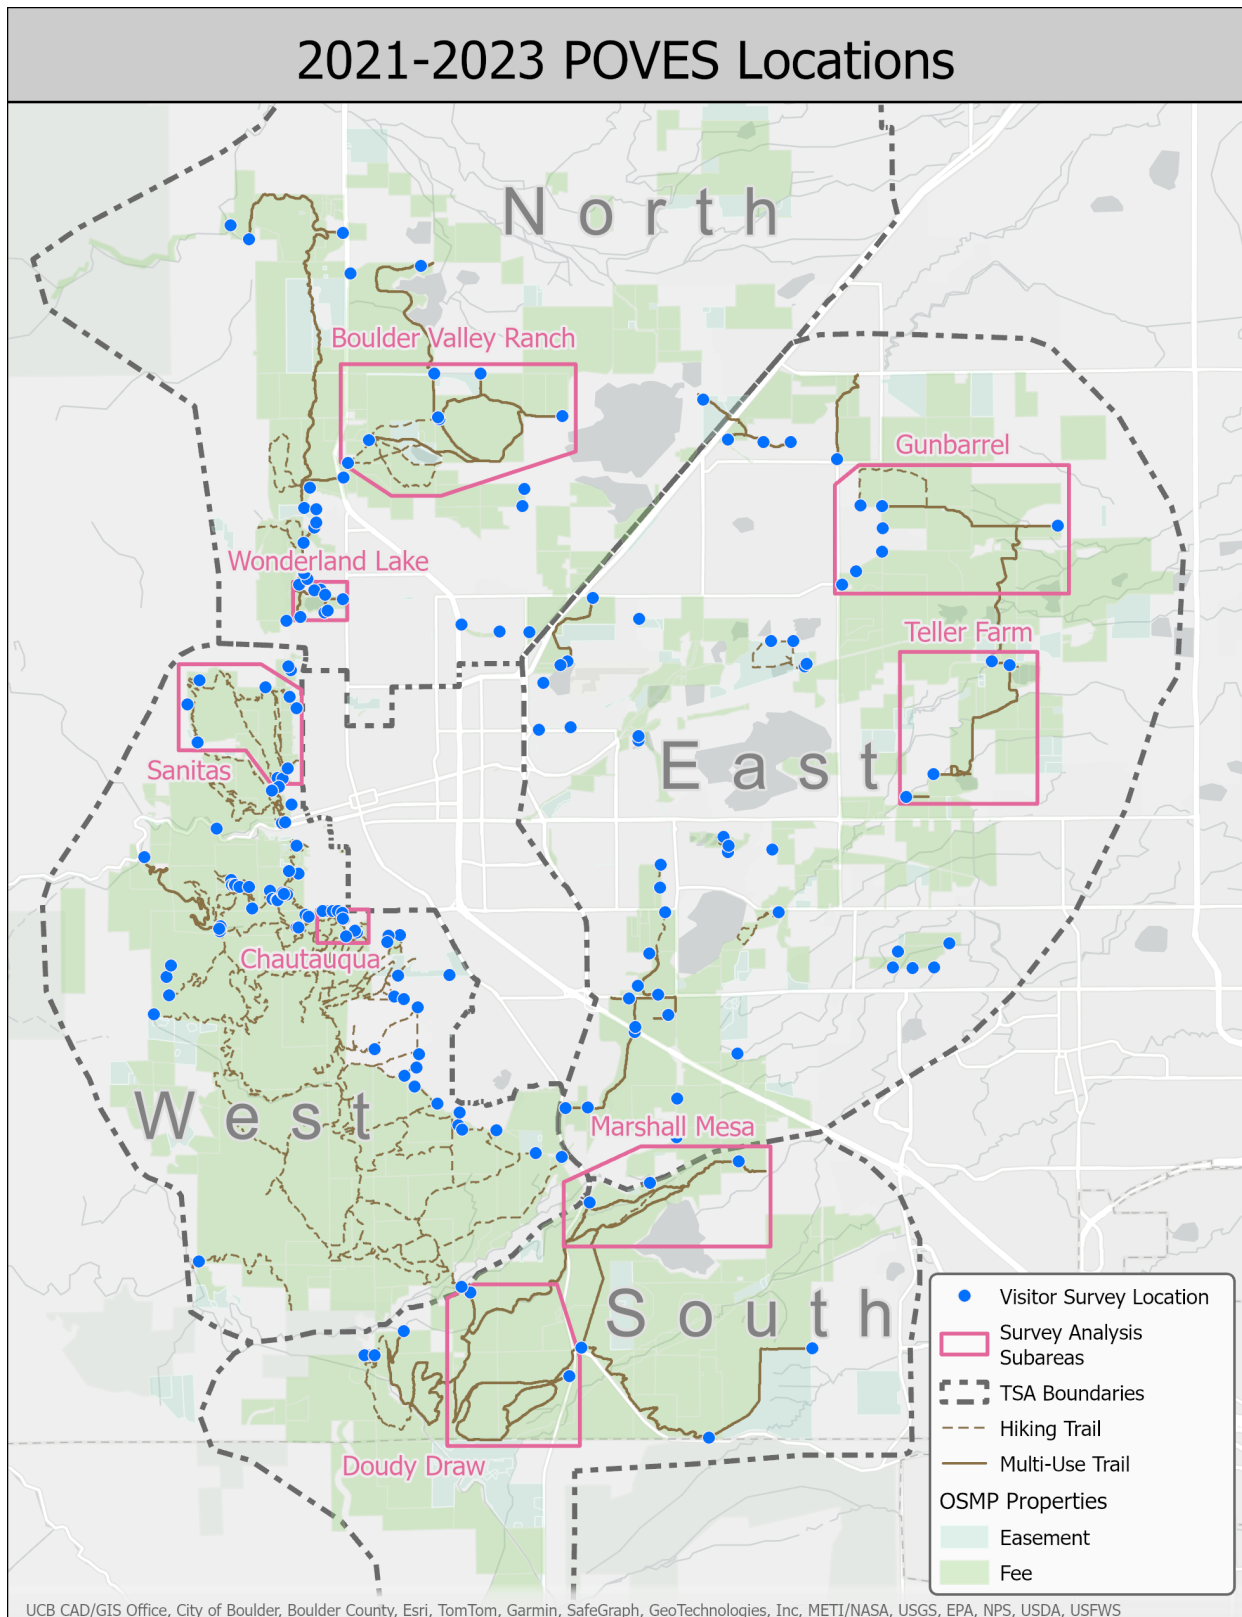 2021-2023 POVES Locations
North
Boulder Valley Ranch
Gunbarrel
Wonderland Lake
Teller Farm
East
Sanitas
Chautauqua
West
Marshall Mesa
South
Doudy Draw
Visitor Survey Location
Survey Analysis
Subareas
TSA Boundaries
Hiking Trail
Multi-Use Trail
OSMP Properties
Easement
Fee
UCB CAD/GIS Office, City of Boulder, Boulder County, Esri, TomTom, Garmin, SafeGraph, GeoTechnologies, Inc, METI/NASA, USGS, EPA, NPS, USDA, USFWS